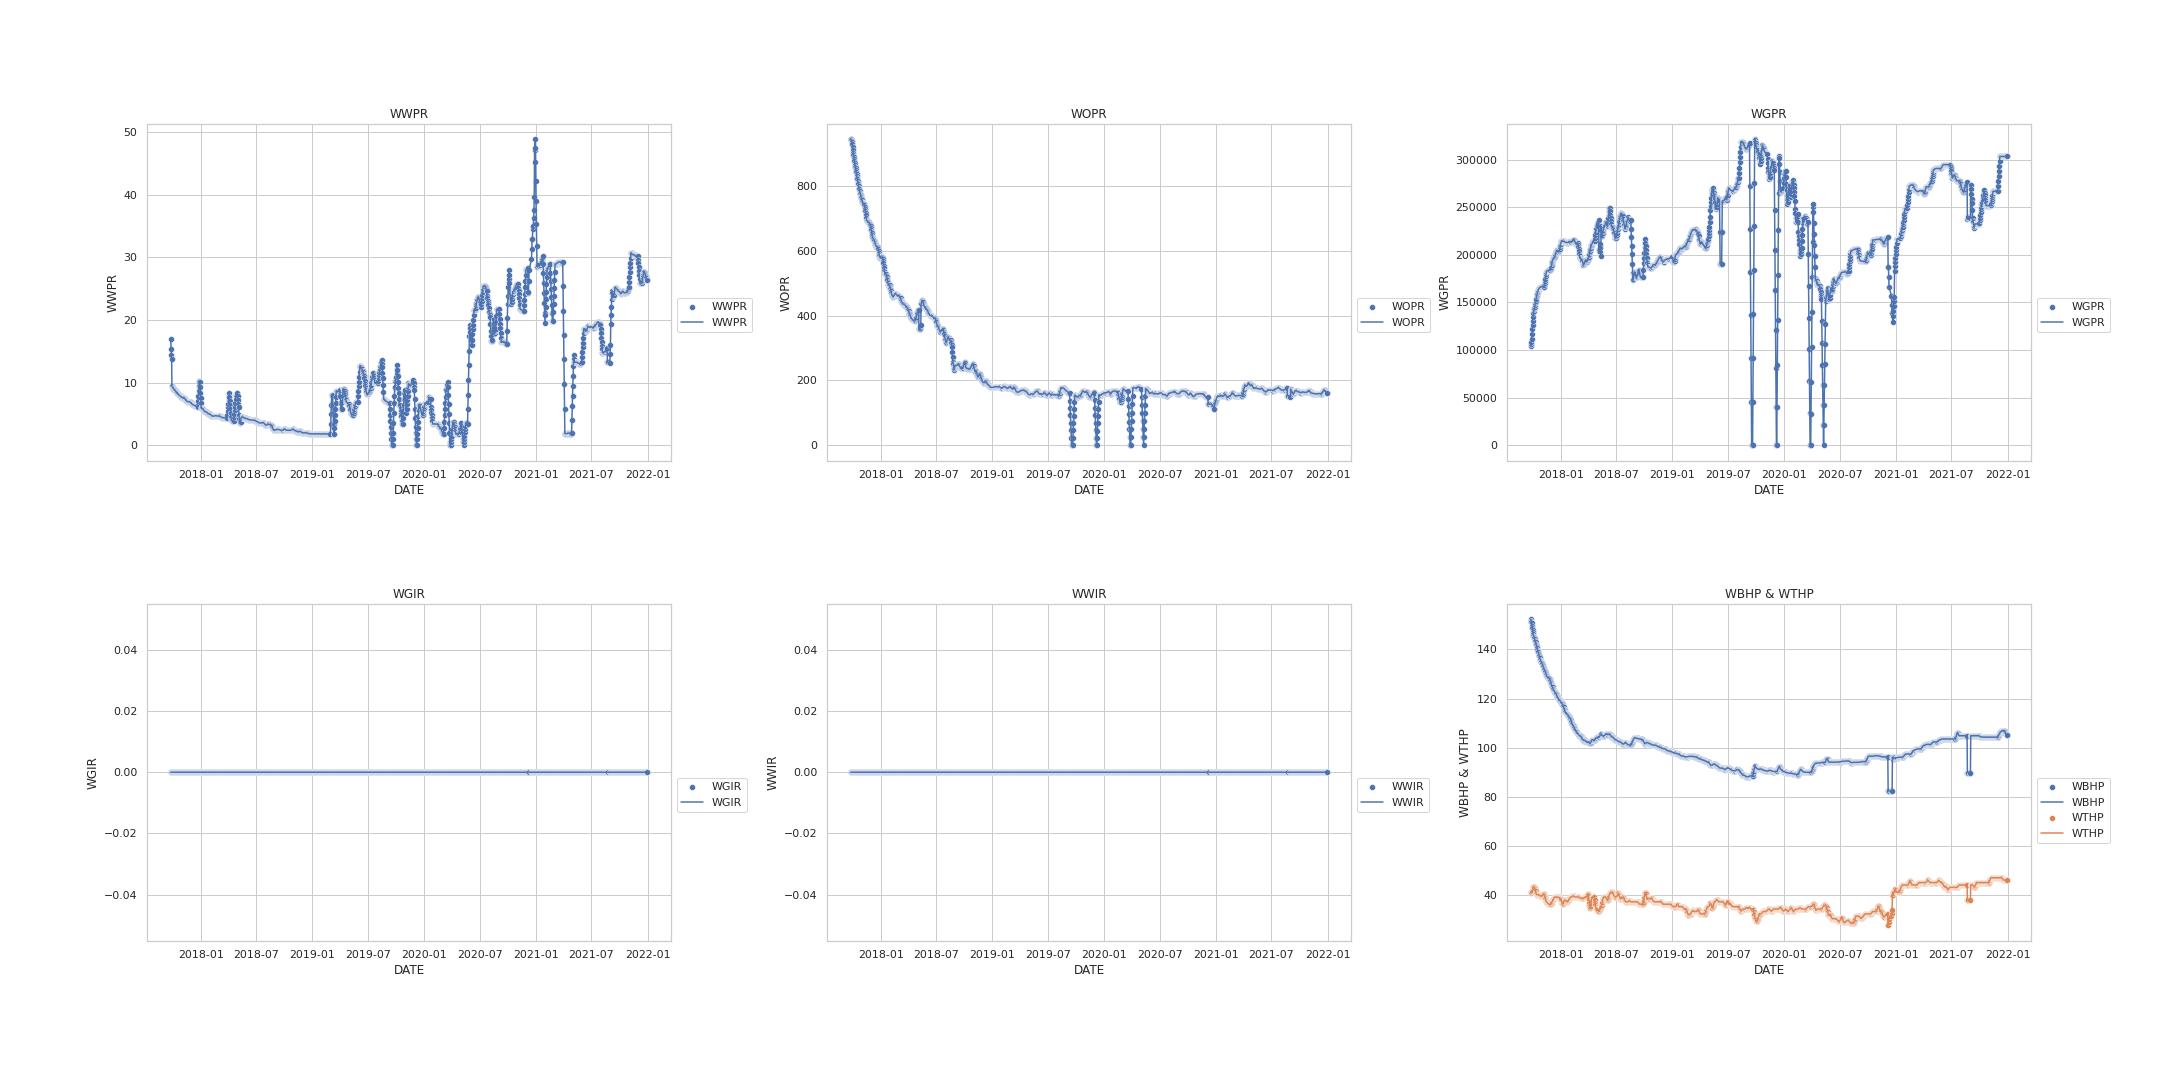 WWPR
WWPR
50
40
30
20
10
0
2018-01 2018-07 2019-01 2019-07 2020-01 2020-07 2021-01 2021-07 2022-01
DATE
WWPR
WWPR
WOPR
WOPR
800
600
400
200
0
2018-01 2018-07 2019-01 2019-07 2020-01 2020-07 2021-01 2021-07 2022-01
DATE
WOPR
WOPR
WGPR
WGPR
300000
250000
200000
150000
100000
50000
0
2018-01 2018-07 2019-01 2019-07 2020-01 2020-07 2021-01 2021-07 2022-01
DATE
WGPR
WGPR
WGIR
WGIR
0.04
0.02
0.00
−0.02
−0.04
2018-01 2018-07 2019-01 2019-07 2020-01 2020-07 2021-01 2021-07 2022-01
DATE
WGIR
WGIR
WWIR
WWIR
0.04
0.02
0.00
−0.02
−0.04
2018-01 2018-07 2019-01 2019-07 2020-01 2020-07 2021-01 2021-07 2022-01
DATE
WWIR
WWIR
WBHP & WTHP
WBHP & WTHP
140
120
100
80
60
40
2018-01 2018-07 2019-01 2019-07 2020-01 2020-07 2021-01 2021-07 2022-01
DATE
WBHP
WBHP
WTHP
WTHP